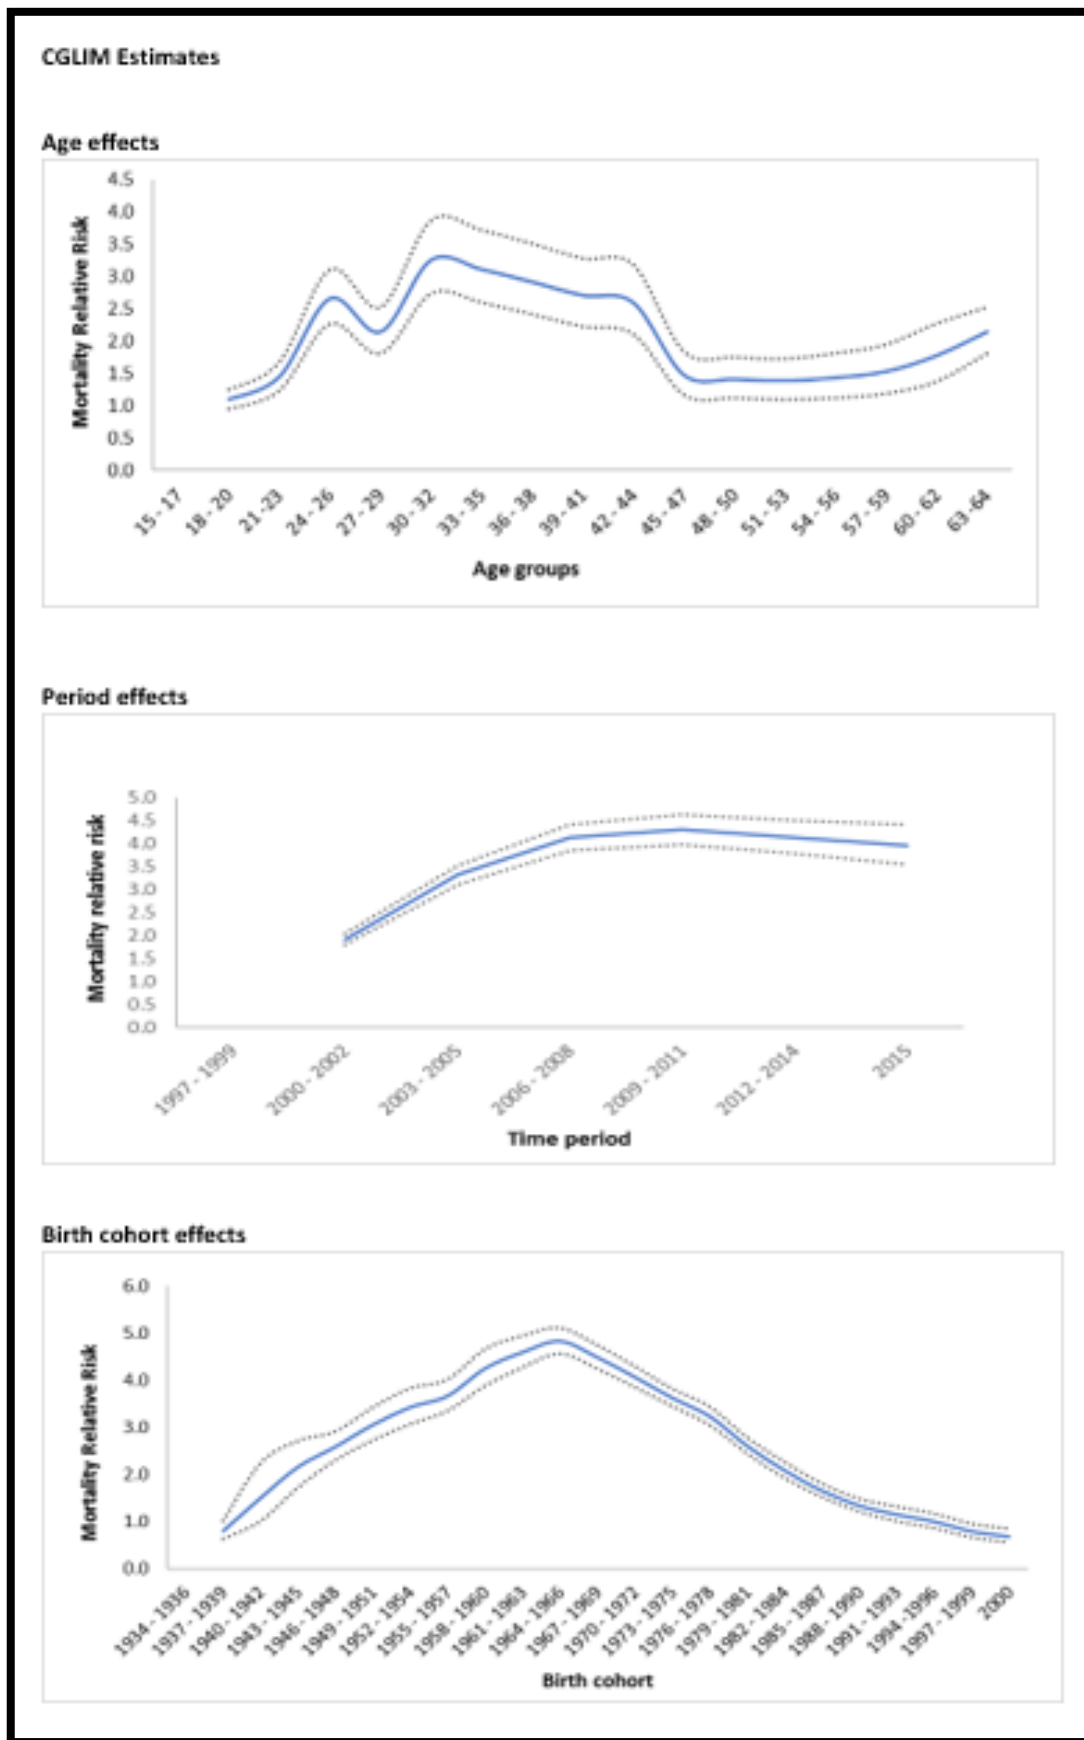 CGLIM Estimates
Age effects
Mortality Relative Risk
4.5
4.0
3.5
3.0
2.5
2.0
1.5
1.0
0.5
0.0
15 - 17
18 - 20
21 -23
24 - 26
27 - 29
30 - 32
33 - 35
36 - 38
39 - 41
42 - 44
45 - 47
48 - 50
51 - 53
54 - 56
57 - 59
60 - 62
63 -64
Age groups
Period effects
Mortality relative risk
5.0
4.5
4.0
3.5
3.0
2.5
2.0
1.5
1.0
0.5
0.0
1997 - 1999
2000 - 2002
2003 - 2005
2006 - 2008
2009 - 2011
2012 - 2014
2015
Time period
Birth cohort effects
Mortality Relative Risk
6.0
5.0
4.0
3.0
2.0
1.0
0.0
1934 - 1936
1937 - 1939
1940 - 1942
1943 - 1945
1946 - 1948
1949 - 1951
1952 - 1954
1955 - 1957
1958 - 1960
1961 - 1963
1964 - 1966
1967 - 1969
1970 - 1972
1973 - 1975
1976 - 1978
1979 - 1981
1982 - 1984
1985 - 1987
1988 - 1990
1991 - 1993
1994 -1996
1997 - 1999
2000
Birth cohort